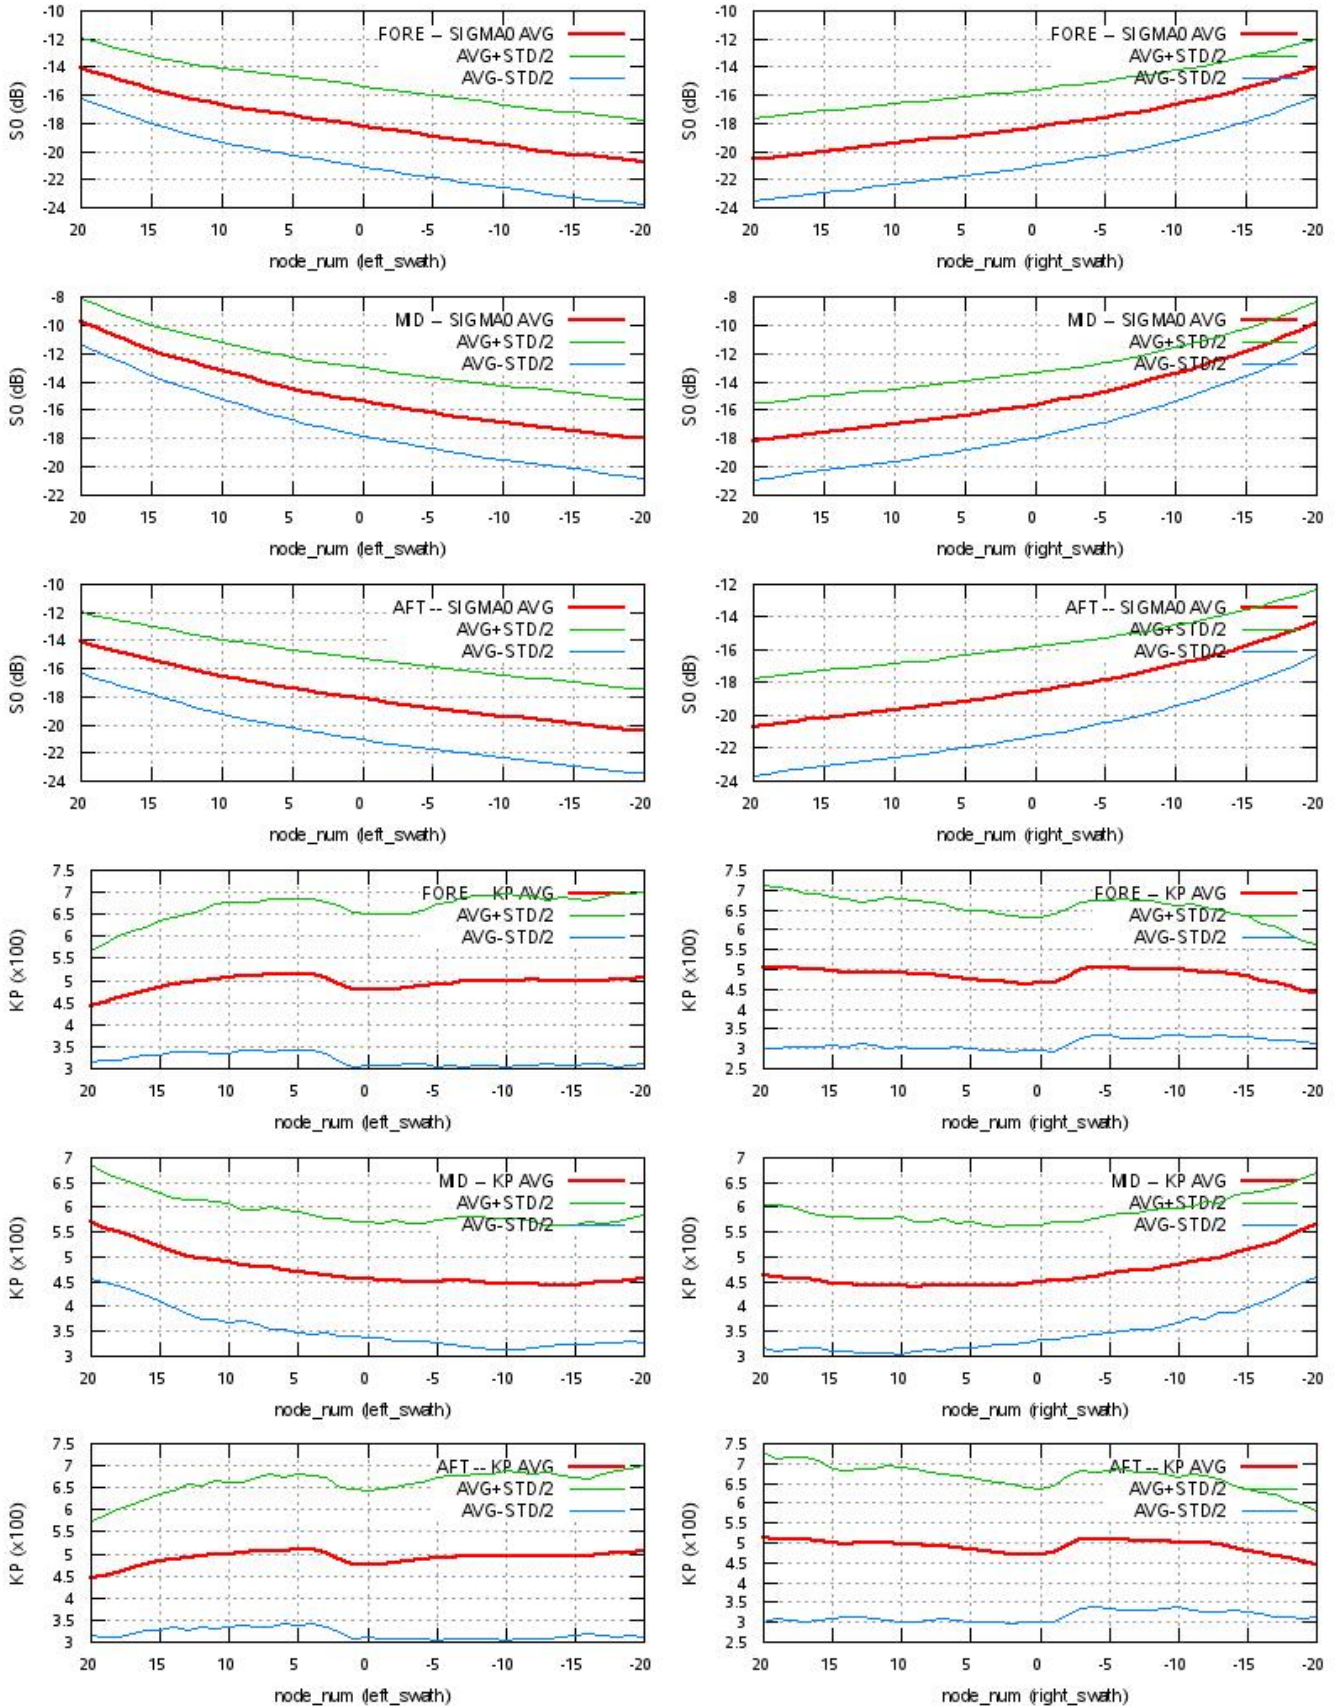 -10
-12
-14
-16
-18
-20
-22
-24
S0 (dB)
FORE -- SIGMA0 AVG
AVG+STD/2
AVG-STD/2
20 15 10 5 0 -5 -10 -15 -20
node_num (left_swath)
-10
-12
-14
-16
-18
-20
-22
-24
S0 (dB)
FORE -- SIGMA0 AVG
AVG+STD/2
AVG-STD/2
20 15 10 5 0 -5 -10 -15 -20
node_num (right_swath)
-8
-10
-12
-14
-16
-18
-20
-22
S0 (dB)
MID -- SIGMA0 AVG
AVG+STD/2
AVG-STD/2
20 15 10 5 0 -5 -10 -15 -20
node_num (left_swath)
-8
-10
-12
-14
-16
-18
-20
-22
S0 (dB)
MID -- SIGMA0 AVG
AVG+STD/2
AVG-STD/2
20 15 10 5 0 -5 -10 -15 -20
node_num (right_swath)
-10
-12
-14
-16
-18
-20
-22
-24
S0 (dB)
AFT -- SIGMA0 AVG
AVG+STD/2
AVG-STD/2
20 15 10 5 0 -5 -10 -15 -20
node_num (left_swath)
-12
-14
-16
-18
-20
-22
-24
S0 (dB)
AFT -- SIGMA0 AVG
AVG+STD/2
AVG-STD/2
20 15 10 5 0 -5 -10 -15 -20
node_num (right_swath)
7.5
7
6.5
6
5.5
5
4.5
4
3.5
3
KP (x100)
FORE -- KP AVG
AVG+STD/2
AVG-STD/2
20 15 10 5 0 -5 -10 -15 -20
node_num (left_swath)
7.5
7
6.5
6
5.5
5
4.5
4
3.5
3
2.5
KP (x100)
FORE -- KP AVG
AVG+STD/2
AVG-STD/2
20 15 10 5 0 -5 -10 -15 -20
node_num (right_swath)
7
6.5
6
5.5
5
4.5
4
3.5
3
KP (x100)
MID -- KP AVG
AVG+STD/2
AVG-STD/2
20 15 10 5 0 -5 -10 -15 -20
node_num (left_swath)
7
6.5
6
5.5
5
4.5
4
3.5
3
KP (x100)
MID -- KP AVG
AVG+STD/2
AVG-STD/2
20 15 10 5 0 -5 -10 -15 -20
node_num (right_swath)
7.5
7
6.5
6
5.5
5
4.5
4
3.5
3
KP (x100)
AFT -- KP AVG
AVG+STD/2
AVG-STD/2
20 15 10 5 0 -5 -10 -15 -20
node_num (left_swath)
7.5
7
6.5
6
5.5
5
4.5
4
3.5
3
2.5
KP (x100)
AFT -- KP AVG
AVG+STD/2
AVG-STD/2
20 15 10 5 0 -5 -10 -15 -20
node_num (right_swath)